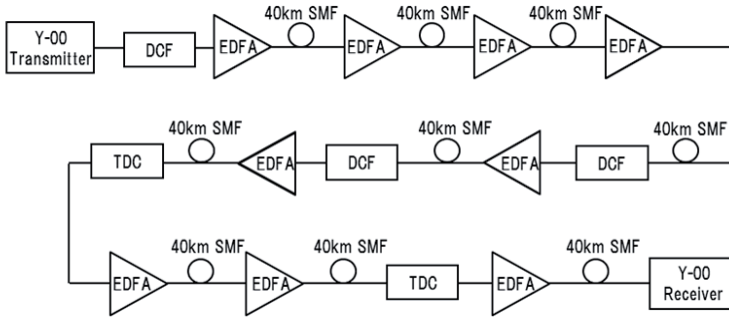 40km SMF 40km SMF 40km SMF
Y-00
Transmitter
DCF EDFA EDFA EDFA EDFA
40km SMF 40km SMF 40km SMF
TDC EDFA DCF EDFA DCF
40km SMF 40km SMF 40km SMF
EDFA EDFA TDC EDFA
Y-00
Receiver